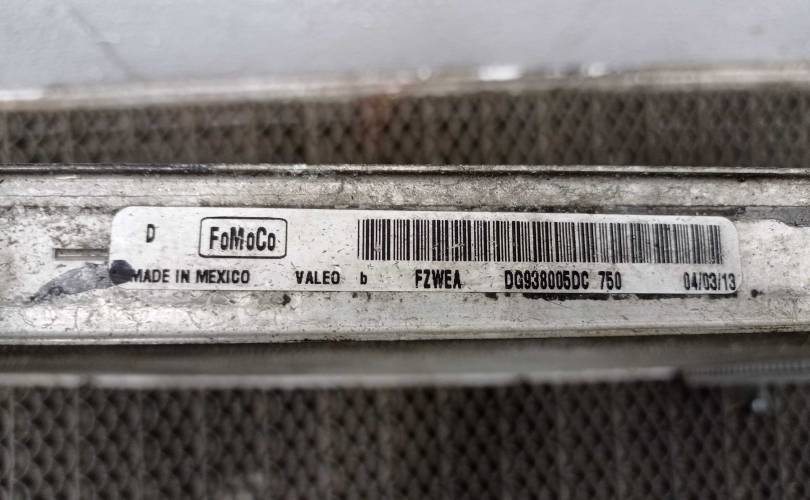 D FoMoCo
MADE IN MEXICO VALEO b FZWEA DG938005DC 750 04/03/13